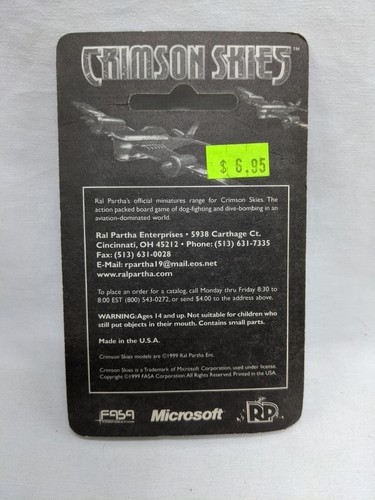 CRIMSON SKIES™
$ 6.95
Ral Partha's official miniatures range for Crimson Skies. The
action packed board game of dog-fighting and dive-bombing in an
aviation-dominated world.
Ral Partha Enterprises • 5938 Carthage Ct.
Cincinnati, OH 45212 • Phone: (513) 631-7335
Fax: (513) 631-0028
E-Mail: rpartha19@mail.eos.net
www.ralpartha.com
To place an order for a catalog, call Monday thru Friday 8:30 to
8:00 EST (800) 543-0272, or send $4.00 to the address above.
WARNING: Ages 14 and up. Not suitable for children who
still put objects in their mouth. Contains small parts.
Made in the U.S.A.
Crimson Skies models are ©1999 Ral Partha Ent.
Crimson Skies is a Trademark of Microsoft Corporation, used under license.
Copyright ©1999 FASA Corporation. All Rights Reserved. Printed in the USA.
FASA CORPORATION Microsoft RP